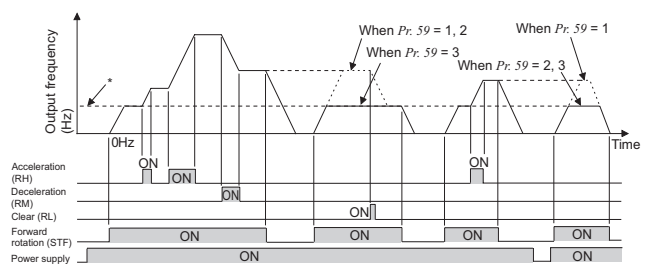 Output frequency
(Hz)
*
When Pr. 59 = 1, 2
When Pr. 59 = 3
When Pr. 59 = 1
When Pr. 59 = 2, 3
0Hz
Time
Acceleration
(RH)
ON
ON
ON
Deceleration
(RM)
ON
Clear (RL)
ON
Forward
rotation (STF)
ON
ON
ON
ON
Power supply
ON
ON